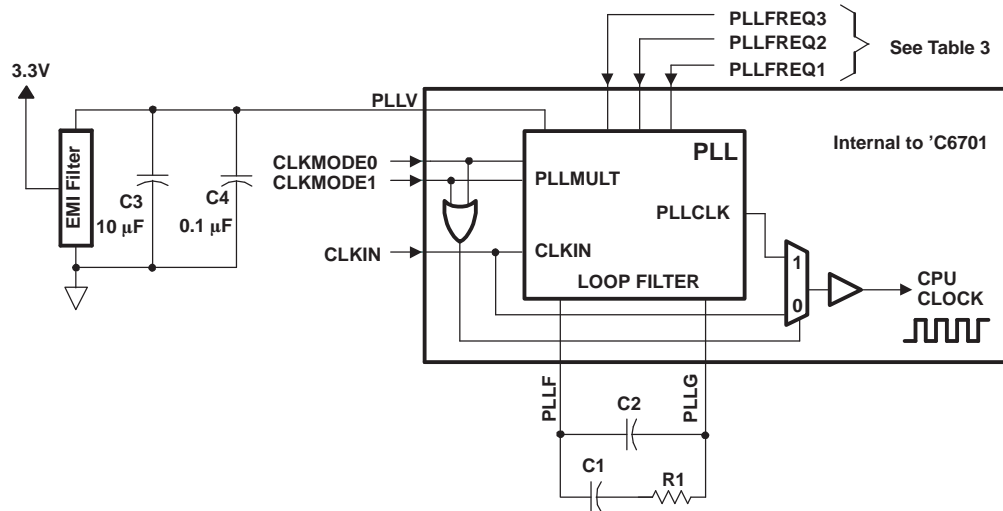 PLLFREQ3
PLLFREQ2
PLLFREQ1
See Table 3
3.3V
PLLV
Internal to 'C6701
EMI Filter
C3
10 μF
C4
0.1 μF
CLKMODE0
CLKMODE1
PLL
PLLMULT
PLLCLK
CLKIN
CLKIN
LOOP FILTER
1
0
CPU
CLOCK
PLLF
PLLG
C2
C1
R1